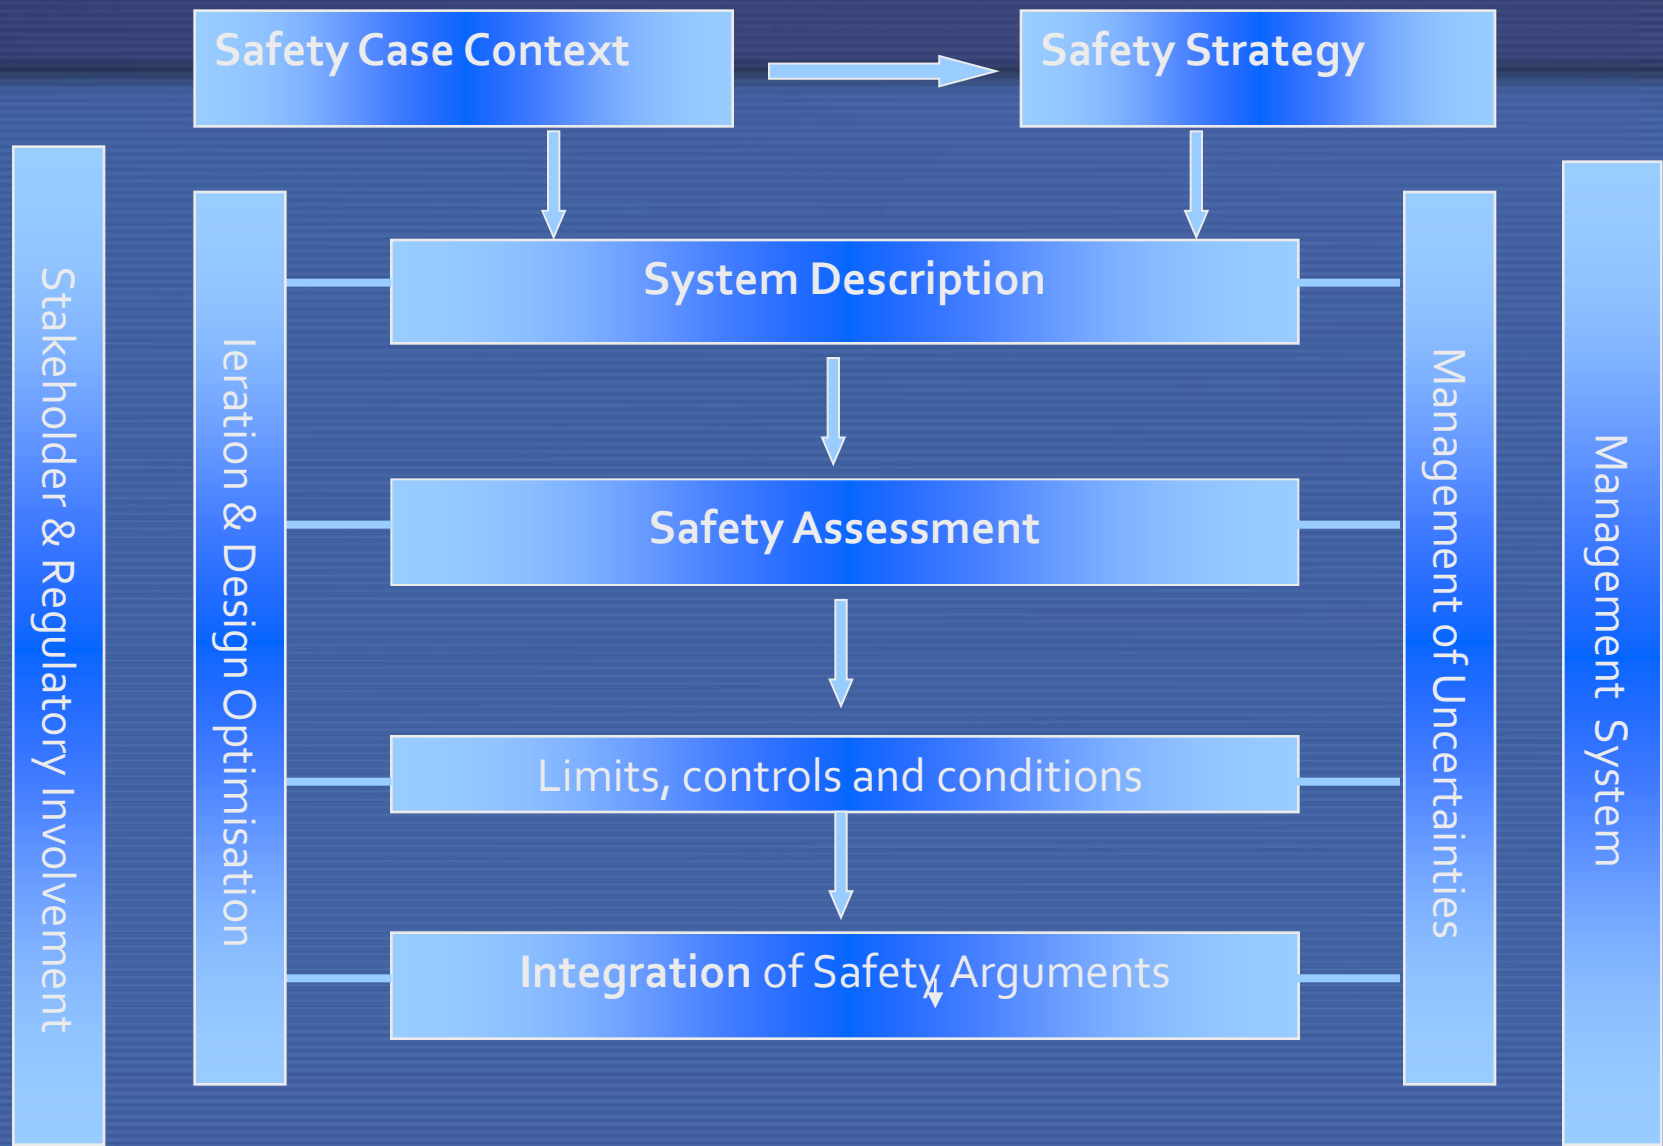 Safety Case Context
Safety Strategy
Stakeholder & Regulatory Involvement
Ieration & Design Optimisation
System Description
Safety Assessment
Limits, controls and conditions
Integration of Safety Arguments
Management of Uncertainties
Management System